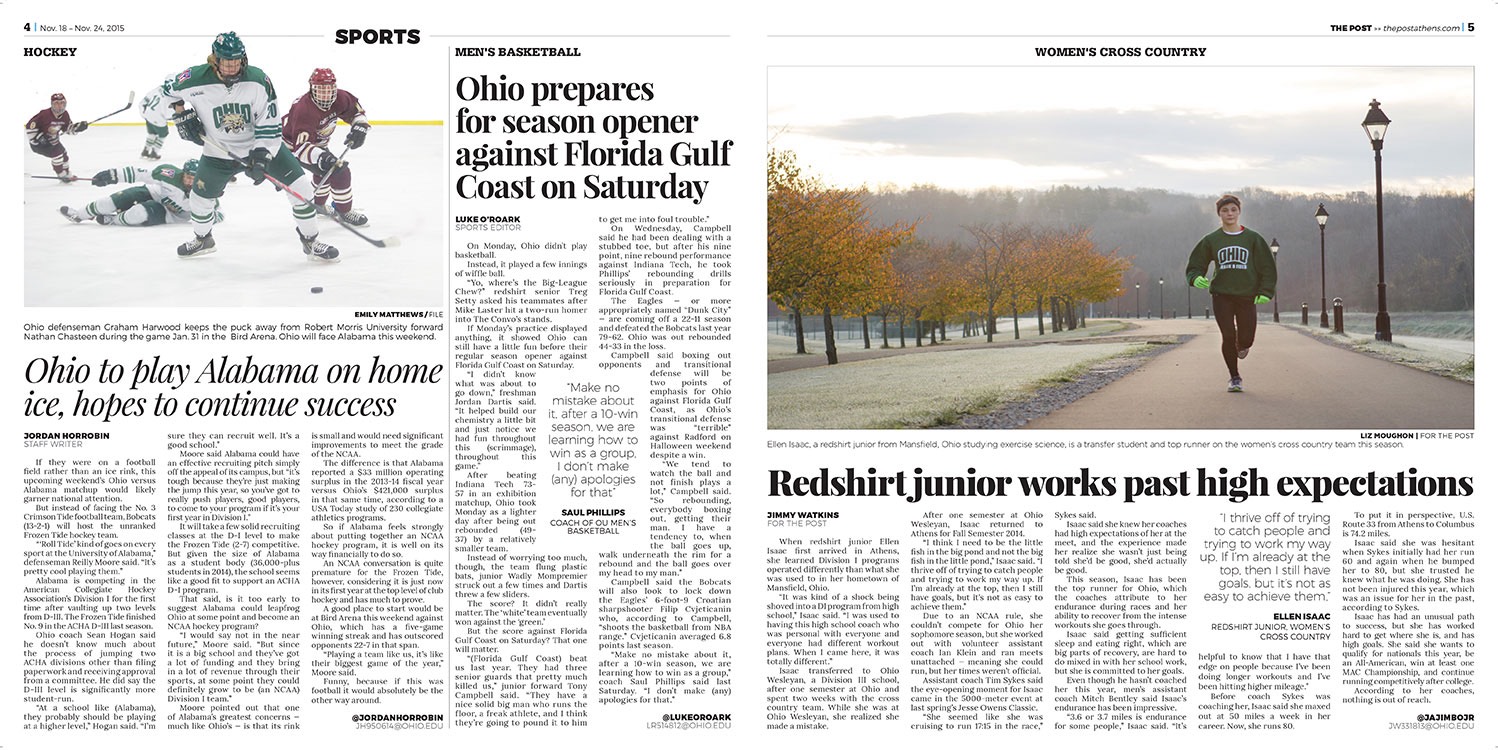 4 | Nov. 18 – Nov. 24, 2015
SPORTS
HOCKEY
OHIO
20
EMILY MATTHEWS / FILE
Ohio defenseman Graham Harwood keeps the puck away from Robert Morris University forward
Nathan Chasteen during the game Jan. 31 in the Bird Arena. Ohio will face Alabama this weekend.
Ohio to play Alabama on home
ice, hopes to continue success
JORDAN HORROBIN
STAFF WRITER
If they were on a football
field rather than an ice rink, this
upcoming weekend's Ohio versus
Alabama matchup would likely
garner national attention.
But instead of facing the No. 3
Crimson Tide football team, Bobcats
(13-2-1) will host the unranked
Frozen Tide hockey team.
"'Roll Tide' kind of goes on every
sport at the University of Alabama,"
defenseman Reilly Moore said. "It's
pretty cool playing them."
Alabama is competing in the
American Collegiate Hockey
Association's Division I for the first
time after vaulting up two levels
from D-III. The Frozen Tide finished
No. 9 in the ACHA D-III last season.
Ohio coach Sean Hogan said
he doesn't know much about
the process of jumping two
ACHA divisions other than filing
paperwork and receiving approval
from a committee. He did say the
D-III level is significantly more
student-run.
"At a school like (Alabama),
they probably should be playing
at a higher level," Hogan said. "I'm
sure they can recruit well. It's a
good school."
Moore said Alabama could have
an effective recruiting pitch simply
off the appeal of its campus, but "it's
tough because they're just making
the jump this year, so you've got to
really push players, good players,
to come to your program if it's your
first year in Division I."
It will take a few solid recruiting
classes at the D-I level to make
the Frozen Tide (2-7) competitive.
But given the size of Alabama
as a student body (36,000-plus
students in 2014), the school seems
like a good fit to support an ACHA
D-I program.
That said, is it too early to
suggest Alabama could leapfrog
Ohio at some point and become an
NCAA hockey program?
"I would say not in the near
future," Moore said. "But since
it is a big school and they've got
a lot of funding and they bring
in a lot of revenue through their
sports, at some point they could
definitely grow to be (an NCAA)
Division I team."
Moore pointed out that one
of Alabama's greatest concerns —
much like Ohio's — is that its rink
is small and would need significant
improvements to meet the grade
of the NCAA.
The difference is that Alabama
reported a $33 million operating
surplus in the 2013-14 fiscal year
versus Ohio's $421,000 surplus
in that same time, according to a
USA Today study of 230 collegiate
athletics programs.
So if Alabama feels strongly
about putting together an NCAA
hockey program, it is well on its
way financially to do so.
An NCAA conversation is quite
premature for the Frozen Tide,
however, considering it is just now
in its first year at the top level of club
hockey and has much to prove.
A good place to start would be
at Bird Arena this weekend against
Ohio, which has a five-game
winning streak and has outscored
opponents 22-7 in that span.
"Playing a team like us, it's like
their biggest game of the year,"
Moore said.
Funny, because if this was
football it would absolutely be the
other way around.
@JORDANHORROBIN
JH950614@OHIO.EDU
MEN'S BASKETBALL
Ohio prepares
for season opener
against Florida Gulf
Coast on Saturday
LUKE O'ROARK
SPORTS EDITOR
On Monday, Ohio didn't play
basketball.
Instead, it played a few innings
of wiffle ball.
"Yo, where's the Big-League
Chew?" redshirt senior Treg
Setty asked his teammates after
Mike Laster hit a two-run homer
into The Convo's stands.
If Monday's practice displayed
anything, it showed Ohio can
still have a little fun before their
regular season opener against
Florida Gulf Coast on Saturday.
"I didn't know
what was about to
go down," freshman
Jordan Dartis said.
"It helped build our
chemistry a little bit
and just notice we
had fun throughout
this (scrimmage),
throughout this
game."
After beating
Indiana Tech 73-
57 in an exhibition
matchup, Ohio took
Monday as a lighter
day after being out
rebounded (49-
37) by a relatively
smaller team.
Instead of worrying too much,
though, the team flung plastic
bats, junior Wadly Mompremier
struck out a few times and Dartis
threw a few sliders.
The score? It didn't really
matter. The 'white' team eventually
won against the 'green.'
But the score against Florida
Gulf Coast on Saturday? That one
will matter.
"(Florida Gulf Coast) beat
us last year. They had three
senior guards that pretty much
killed us," junior forward Tony
Campbell said. "They have a
nice solid big man who runs the
floor, a freak athlete, and I think
they're going to pound it to him
"Make no
mistake about
it, after a 10-win
season, we are
learning how to
win as a group,
I don't make
(any) apologies
for that"
SAUL PHILLIPS
COACH OF OU MEN'S
BASKETBALL
to get me into foul trouble."
On Wednesday, Campbell
said he had been dealing with a
stubbed toe, but after his nine
point, nine rebound performance
against Indiana Tech, he took
Phillips' rebounding drills
seriously in preparation for
Florida Gulf Coast.
The Eagles — or more
appropriately named "Dunk City"
— are coming off a 22-11 season
and defeated the Bobcats last year
79-62. Ohio was out rebounded
44-33 in the loss.
Campbell said boxing out
opponents and transitional
defense will be
two points of
emphasis for Ohio
against Florida Gulf
Coast, as Ohio's
transitional defense
was "terrible"
against Radford on
Halloween weekend
despite a win.
"We tend to
watch the ball and
not finish plays a
lot," Campbell said.
"So rebounding,
everybody boxing
out, getting their
man. I have a
tendency to, when
the ball goes up,
walk underneath the rim for a
rebound and the ball goes over
my head to my man."
Campbell said the Bobcats
will also look to lock down
the Eagles' 6-foot-9 Croatian
sharpshooter Filip Cvjeticanin
who, according to Campbell,
"shoots the basketball from NBA
range." Cvjeticanin averaged 6.8
points last season.
"Make no mistake about it,
after a 10-win season, we are
learning how to win as a group,"
coach Saul Phillips said last
Saturday. "I don't make (any)
apologies for that."
@LUKEOROARK
LR514812@OHIO.EDU
THE POST >> thepostathens.com | 5
WOMEN'S CROSS COUNTRY
OHIO
LIZ MOUGHON | FOR THE POST
Ellen Isaac, a redshirt junior from Mansfield, Ohio studying exercise science, is a transfer student and top runner on the women's cross country team this season.
Redshirt junior works past high expectations
JIMMY WATKINS
FOR THE POST
When redshirt junior Ellen
Isaac first arrived in Athens,
she learned Division I programs
operated differently than what she
was used to in her hometown of
Mansfield, Ohio.
"It was kind of a shock being
shoved into a DI program from high
school," Isaac said. "I was used to
having this high school coach who
was personal with everyone and
everyone had different workout
plans. When I came here, it was
totally different."
Isaac transferred to Ohio
Wesleyan, a Division III school,
after one semester at Ohio and
spent two weeks with the cross
country team. While she was at
Ohio Wesleyan, she realized she
made a mistake.
After one semester at Ohio
Wesleyan, Isaac returned to
Athens for Fall Semester 2014.
"I think I need to be the little
fish in the big pond and not the big
fish in the little pond," Isaac said. "I
thrive off of trying to catch people
and trying to work my way up. If
I'm already at the top, then I still
have goals, but it's not as easy to
achieve them."
Due to an NCAA rule, she
couldn't compete for Ohio her
sophomore season, but she worked
out with volunteer assistant
coach Ian Klein and ran meets
unattached — meaning she could
run, but her times weren't official.
Assistant coach Tim Sykes said
the eye-opening moment for Isaac
came in the 5000-meter event at
last spring's Jesse Owens Classic.
"She seemed like she was
cruising to run 17:15 in the race,"
Sykes said.
Isaac said she knew her coaches
had high expectations of her at the
meet, and the experience made
her realize she wasn't just being
told she'd be good, she'd actually
be good.
This season, Isaac has been
the top runner for Ohio, which
the coaches attribute to her
endurance during races and her
ability to recover from the intense
workouts she goes through.
Isaac said getting sufficient
sleep and eating right, which are
big parts of recovery, are hard to
do mixed in with her school work,
but she is committed to her goals.
Even though he hasn't coached
her this year, men's assistant
coach Mitch Bentley said Isaac's
endurance has been impressive.
"3.6 or 3.7 miles is endurance
for some people," Isaac said. "It's
"I thrive off of trying
to catch people and
trying to work my way
up. If I'm already at the
top, then I still have
goals, but it's not as
easy to achieve them,"
ELLEN ISAAC
REDSHIRT JUNIOR, WOMEN'S
CROSS COUNTRY
helpful to know that I have that
edge on people because I've been
doing longer workouts and I've
been hitting higher mileage."
Before coach Sykes was
coaching her, Isaac said she maxed
out at 50 miles a week in her
career. Now, she runs 80.
To put it in perspective, U.S.
Route 33 from Athens to Columbus
is 74.2 miles.
Isaac said she was hesitant
when Sykes initially had her run
60 and again when he bumped
her to 80, but she trusted he
knew what he was doing. She has
not been injured this year, which
was an issue for her in the past,
according to Sykes.
Isaac has had an unusual path
to success, but she has worked
hard to get where she is, and has
high goals. She said she wants to
qualify for nationals this year, be
an All-American, win at least one
MAC Championship, and continue
running competitively after college.
According to her coaches,
nothing is out of reach.
@JAJIMBOJR
JW331813@OHIO.EDU